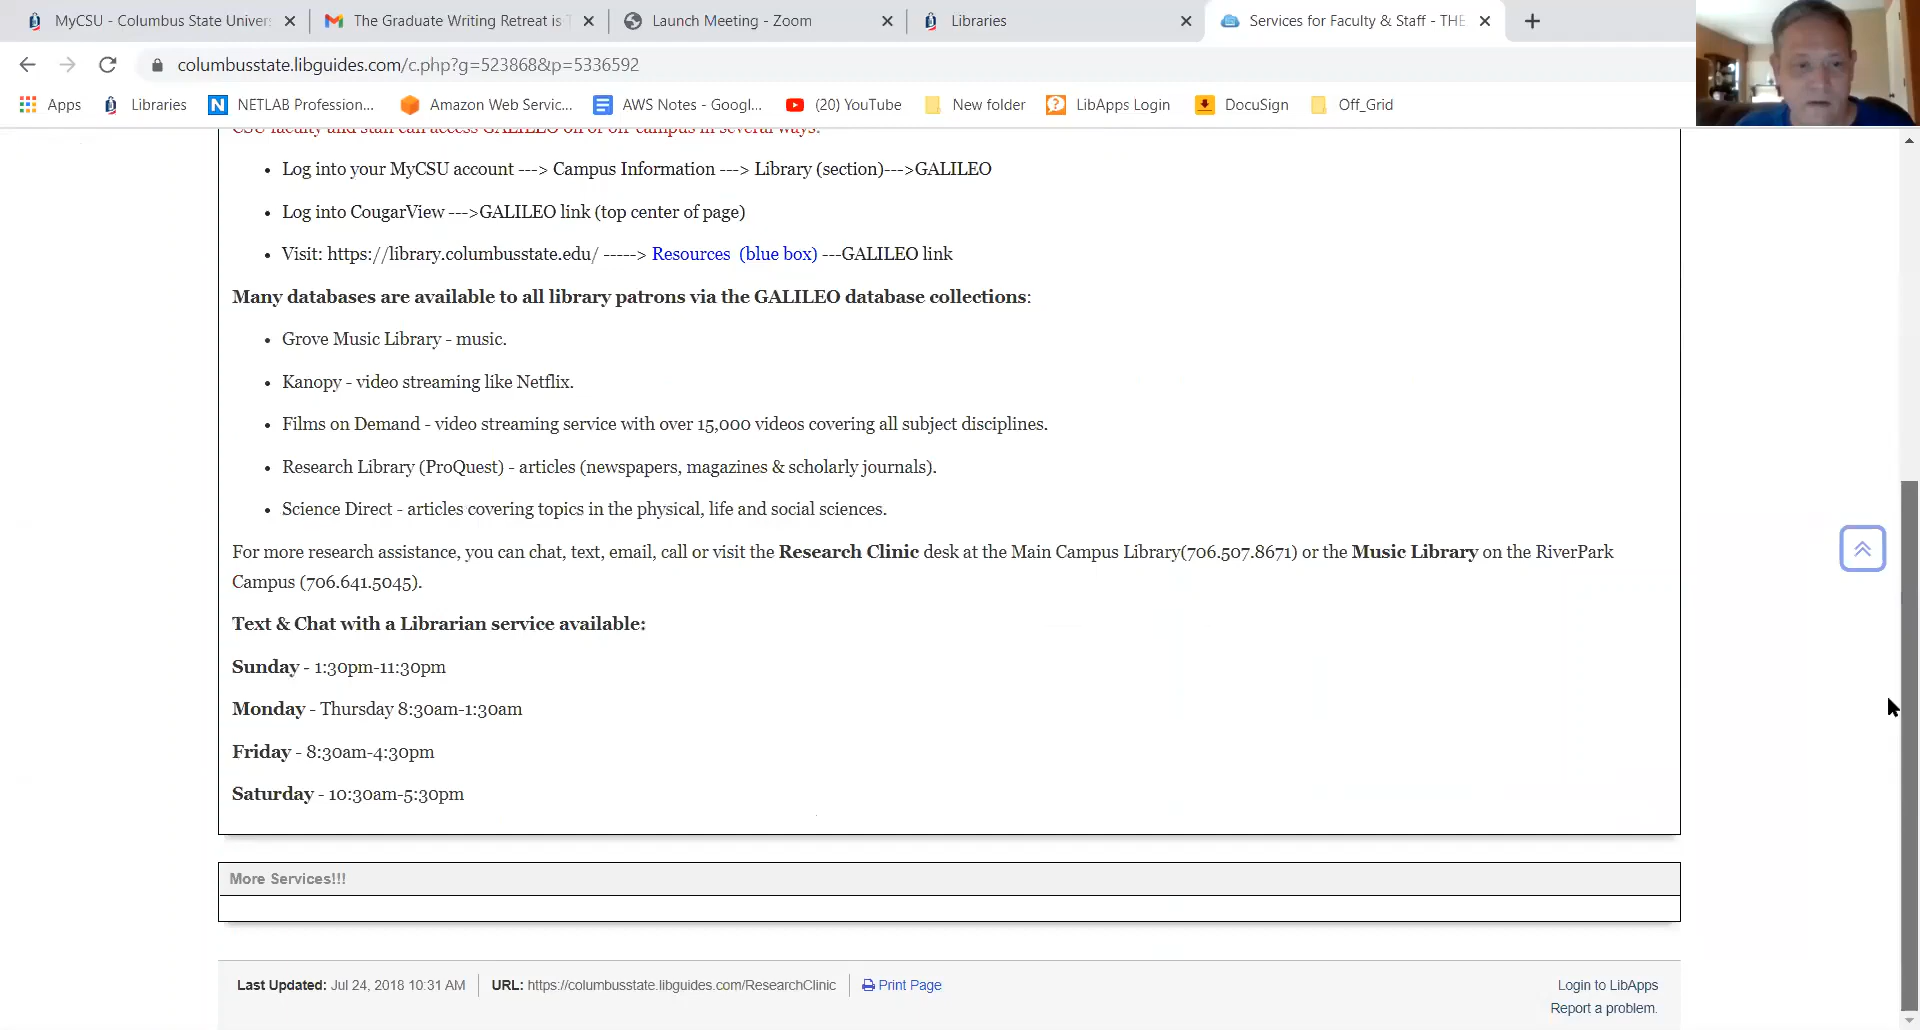 MyCSU - Columbus State Univers
The Graduate Writing Retreat is T
Launch Meeting - Zoom
Libraries
Services for Faculty & Staff - THE
columbusstate.libguides.com/c.php?g=523868&p=5336592
Apps
Libraries
NETLAB Profession...
Amazon Web Servic...
AWS Notes - Googl...
(20) YouTube
New folder
LibApps Login
DocuSign
Off_Grid
CSU faculty and staff can access GALILEO on or off campus in several ways:
• Log into your MyCSU account ---> Campus Information ---> Library (section)--->GALILEO
• Log into CougarView --->GALILEO link (top center of page)
• Visit: https://library.columbusstate.edu/ -----> Resources (blue box) ---GALILEO link
Many databases are available to all library patrons via the GALILEO database collections:
• Grove Music Library - music.
• Kanopy - video streaming like Netflix.
• Films on Demand - video streaming service with over 15,000 videos covering all subject disciplines.
• Research Library (ProQuest) - articles (newspapers, magazines & scholarly journals).
• Science Direct - articles covering topics in the physical, life and social sciences.
For more research assistance, you can chat, text, email, call or visit the Research Clinic desk at the Main Campus Library(706.507.8671) or the Music Library on the RiverPark
Campus (706.641.5045).
Text & Chat with a Librarian service available:
Sunday - 1:30pm-11:30pm
Monday - Thursday 8:30am-1:30am
Friday - 8:30am-4:30pm
Saturday - 10:30am-5:30pm
More Services!!!
Last Updated: Jul 24, 2018 10:31 AM
URL: https://columbusstate.libguides.com/ResearchClinic
Print Page
Login to LibApps
Report a problem.